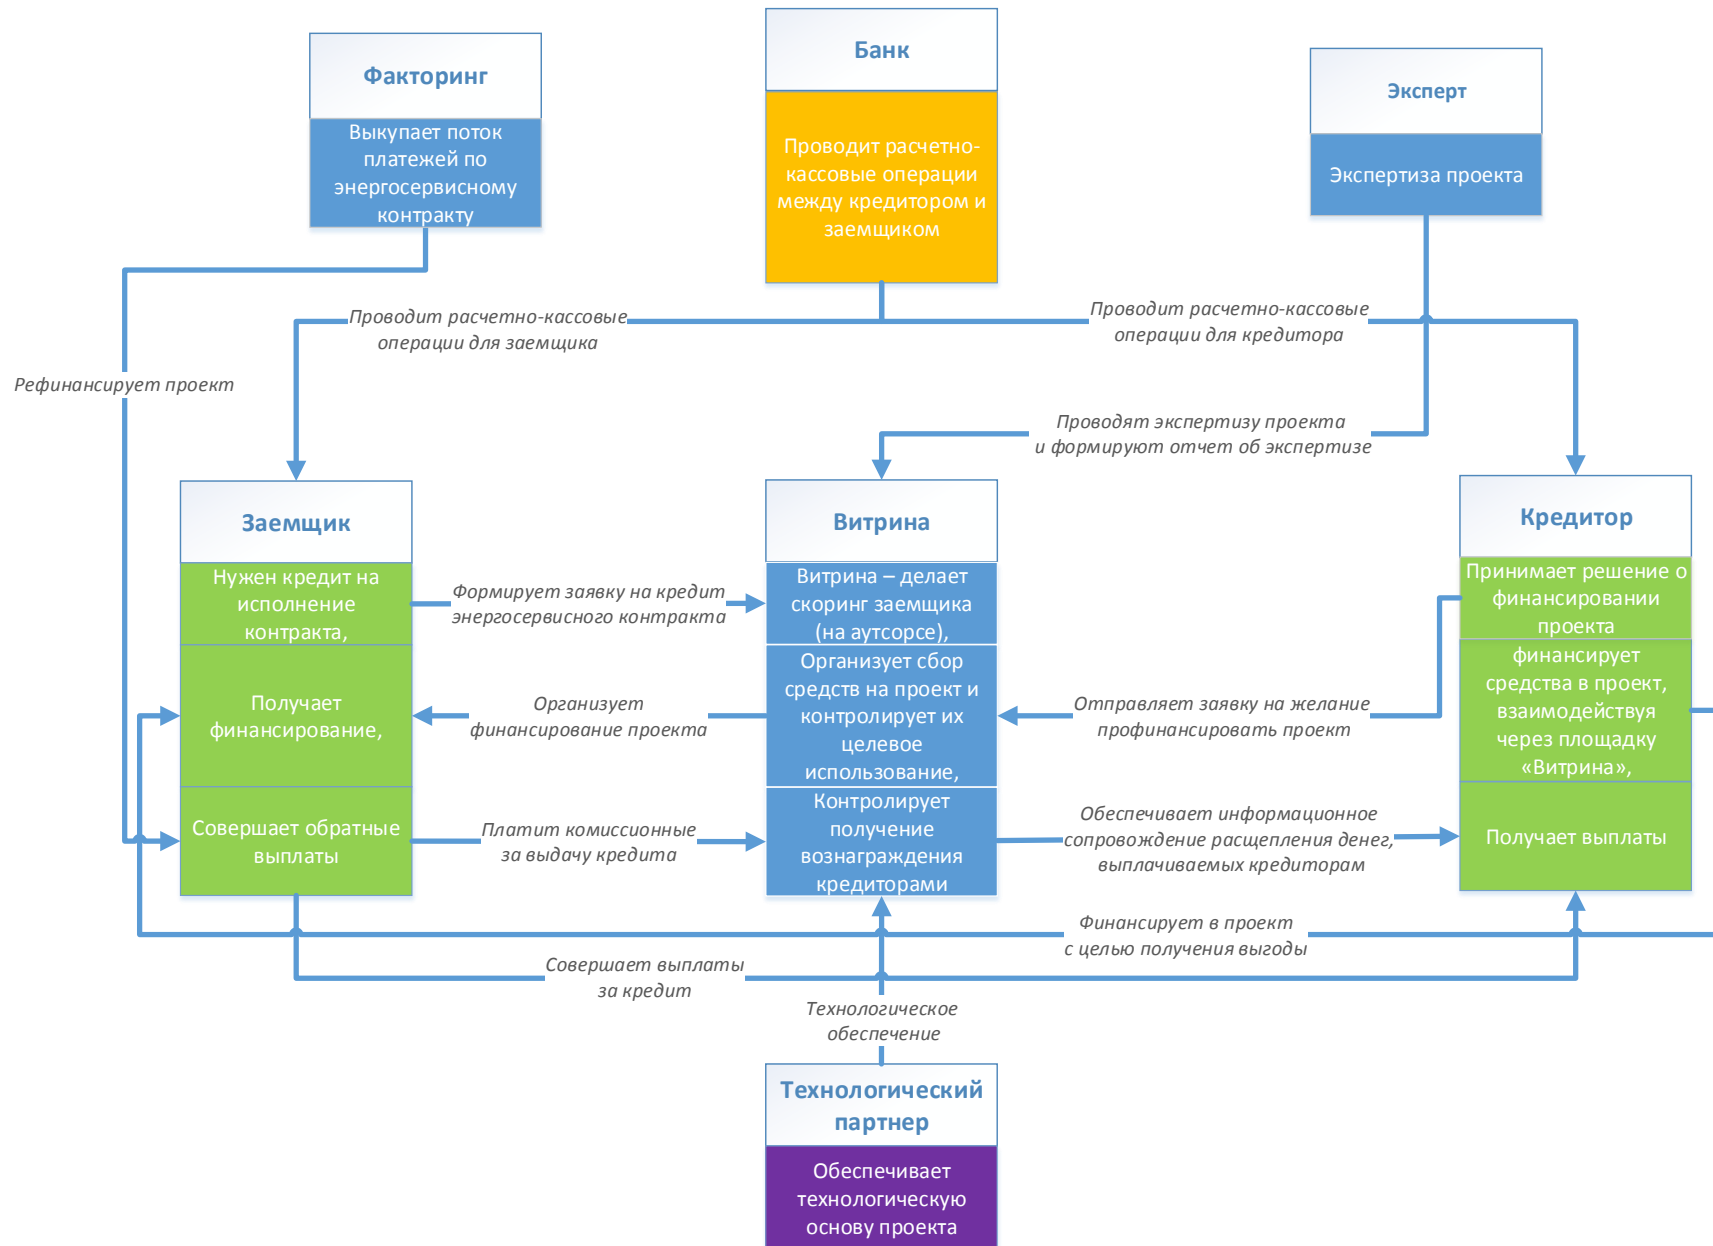 Факторинг
Выкупает поток
платежей по
энергосервисному
контракту
Банк
Проводит расчетно-
кассовые операции
между кредитором и
заемщиком
Эксперт
Экспертиза проекта
Проводит расчетно-кассовые
операции для заемщика
Проводит расчетно-кассовые
операции для кредитора
Рефинансирует проект
Проводят экспертизу проекта
и формируют отчет об экспертизе
Заемщик
Нужен кредит на
исполнение
контракта,
Получает
финансирование,
Совершает обратные
выплаты
Формирует заявку на кредит
энергосервисного контракта
Организует
финансирование проекта
Платит комиссионные
за выдачу кредита
Витрина
Витрина – делает
скоринг заемщика
(на аутсорсе),
Организует сбор
средств на проект и
контролирует их
целевое
использование,
Контролирует
получение
вознаграждения
кредиторами
Отправляет заявку на желание
профинансировать проект
Обеспечивает информационное
сопровождение расщепления денег,
выплачиваемых кредиторам
Кредитор
Принимает решение о
финансировании
проекта
финансирует
средства в проект,
взаимодействуя
через площадку
«Витрина»,
Получает выплаты
Финансирует в проект
с целью получения выгоды
Совершает выплаты
за кредит
Технологическое
обеспечение
Технологический
партнер
Обеспечивает
технологическую
основу проекта